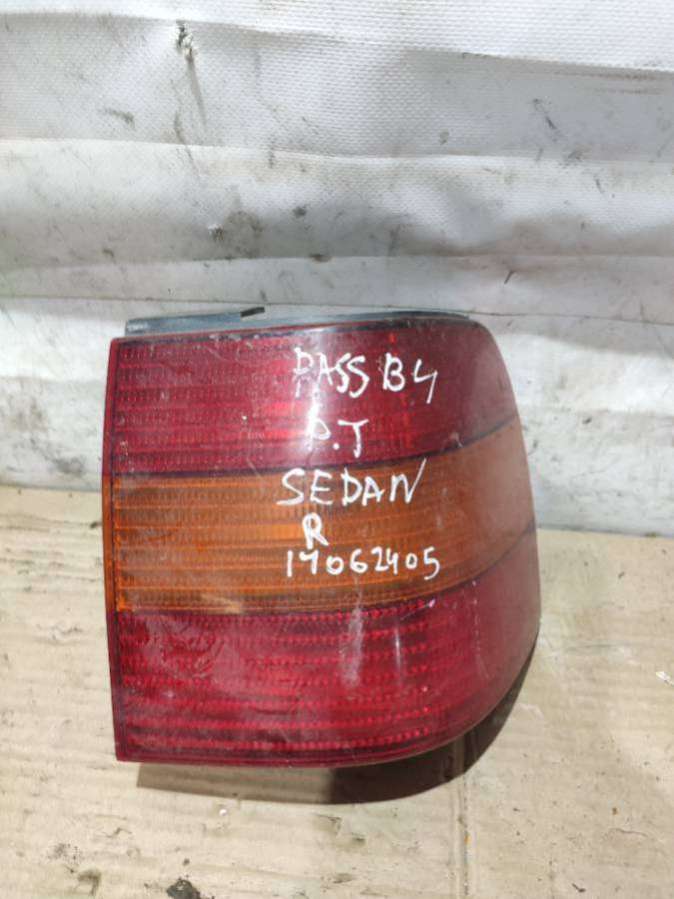 PASS B4
P.T
SEDAN
R
17062405